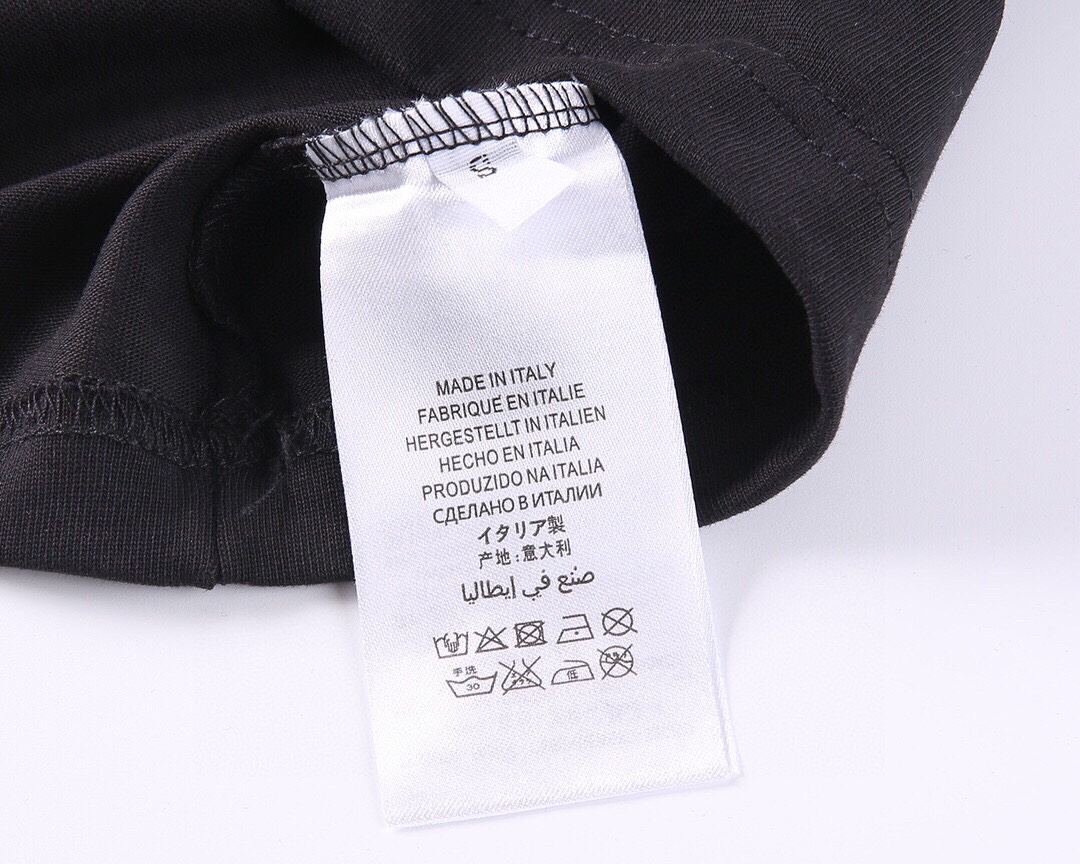 S
MADE IN ITALY
FABRIQUE EN ITALIE
HERGESTELLT IN ITALIEN
HECHO EN ITALIA
PRODUZIDO NA ITALIA
СДЕЛАНО В ИТАЛИИ
イタリア製
产地:意大利
صنع في إيطاليا
手洗
30
低